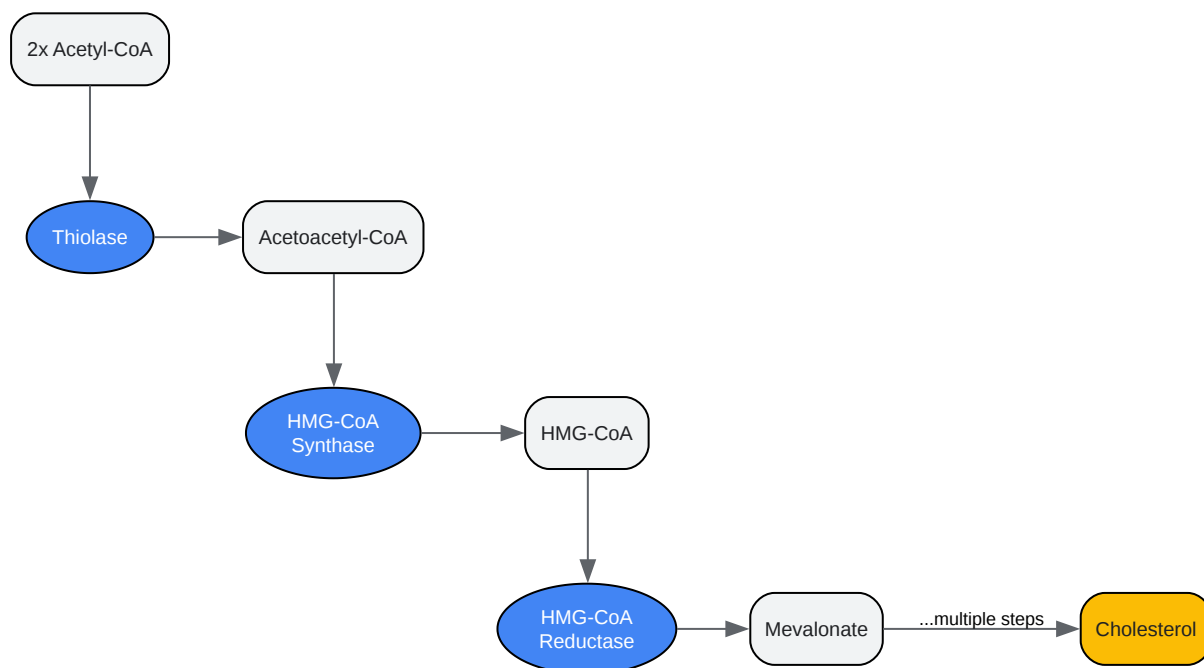 2x Acetyl-CoA
Thiolase
Acetoacetyl-CoA
HMG-CoA
Synthase
HMG-CoA
HMG-CoA
Reductase
Mevalonate
...multiple steps
Cholesterol